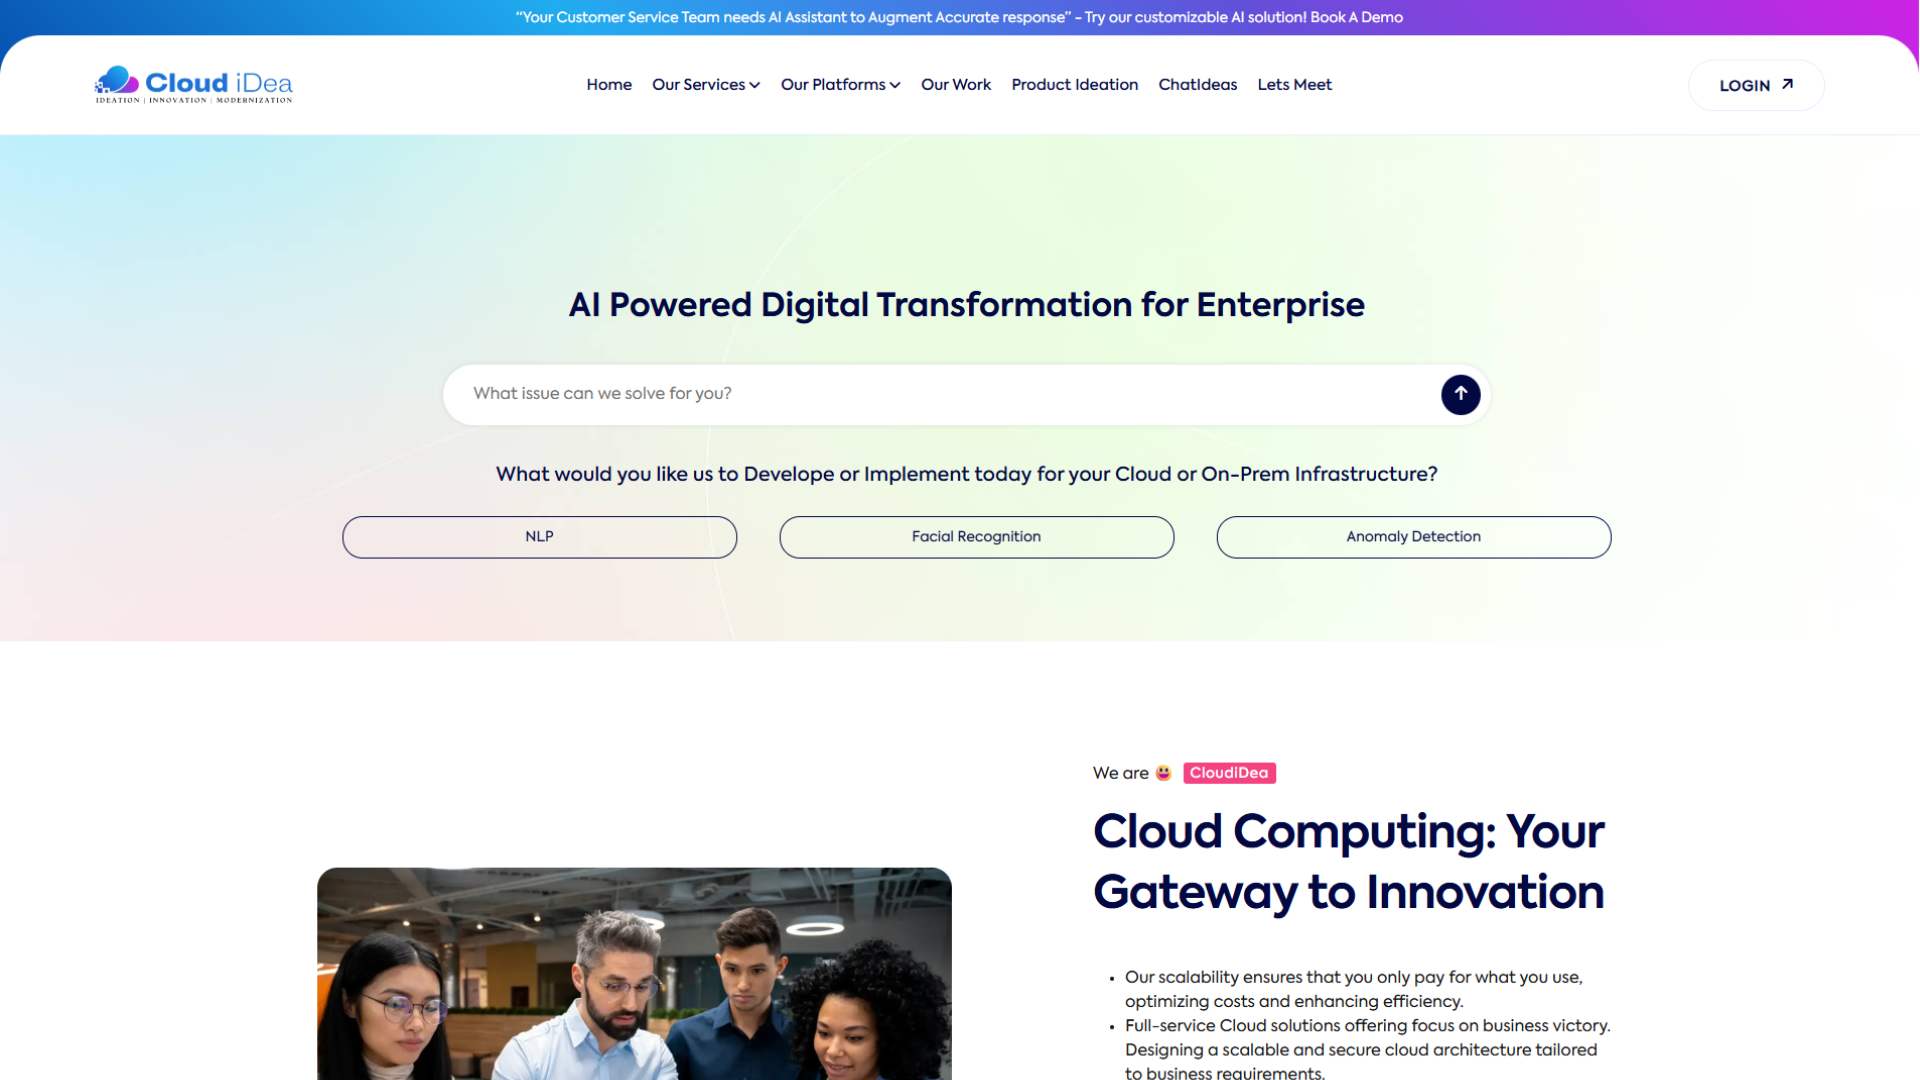 “Your Customer Service Team needs AI Assistant to Augment Accurate response” - Try our customizable AI solution! Book A Demo
Cloud iDea
IDEATION | INNOVATION | MODERNIZATION
Home
Our Services
Our Platforms
Our Work
Product Ideation
ChatIdeas
Lets Meet
LOGIN
AI Powered Digital Transformation for Enterprise
What issue can we solve for you?
What would you like us to Develope or Implement today for your Cloud or On-Prem Infrastructure?
NLP
Facial Recognition
Anomaly Detection
We are 😀 CloudiDea
Cloud Computing: Your
Gateway to Innovation
• Our scalability ensures that you only pay for what you use,
optimizing costs and enhancing efficiency.
• Full-service Cloud solutions offering focus on business victory.
Designing a scalable and secure cloud architecture tailored
to business requirements.